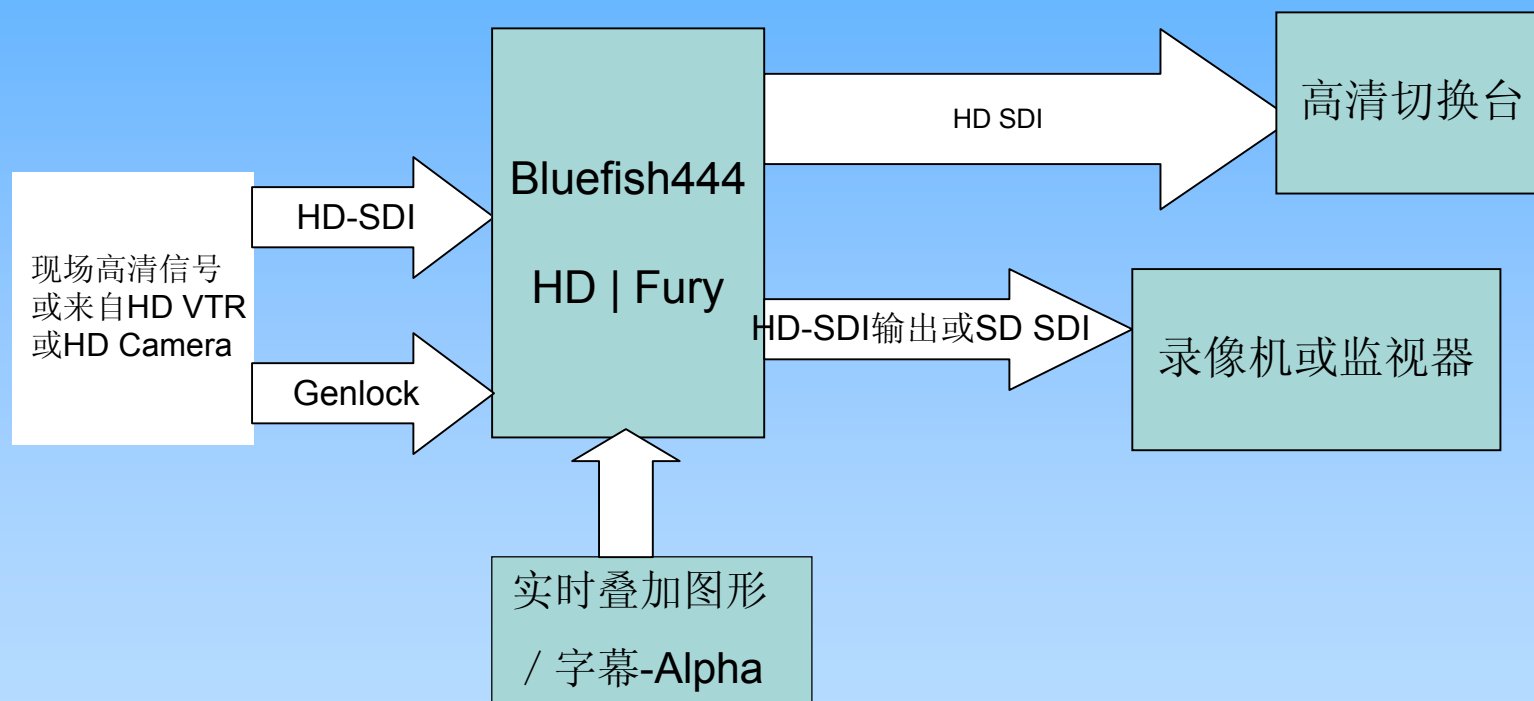 现场高清信号
或来自HD VTR
或HD Camera
HD-SDI
Genlock
Bluefish444
HD | Fury
HD SDI
高清切换台
HD-SDI输出或SD SDI
录像机或监视器
实时叠加图形
／字幕-Alpha